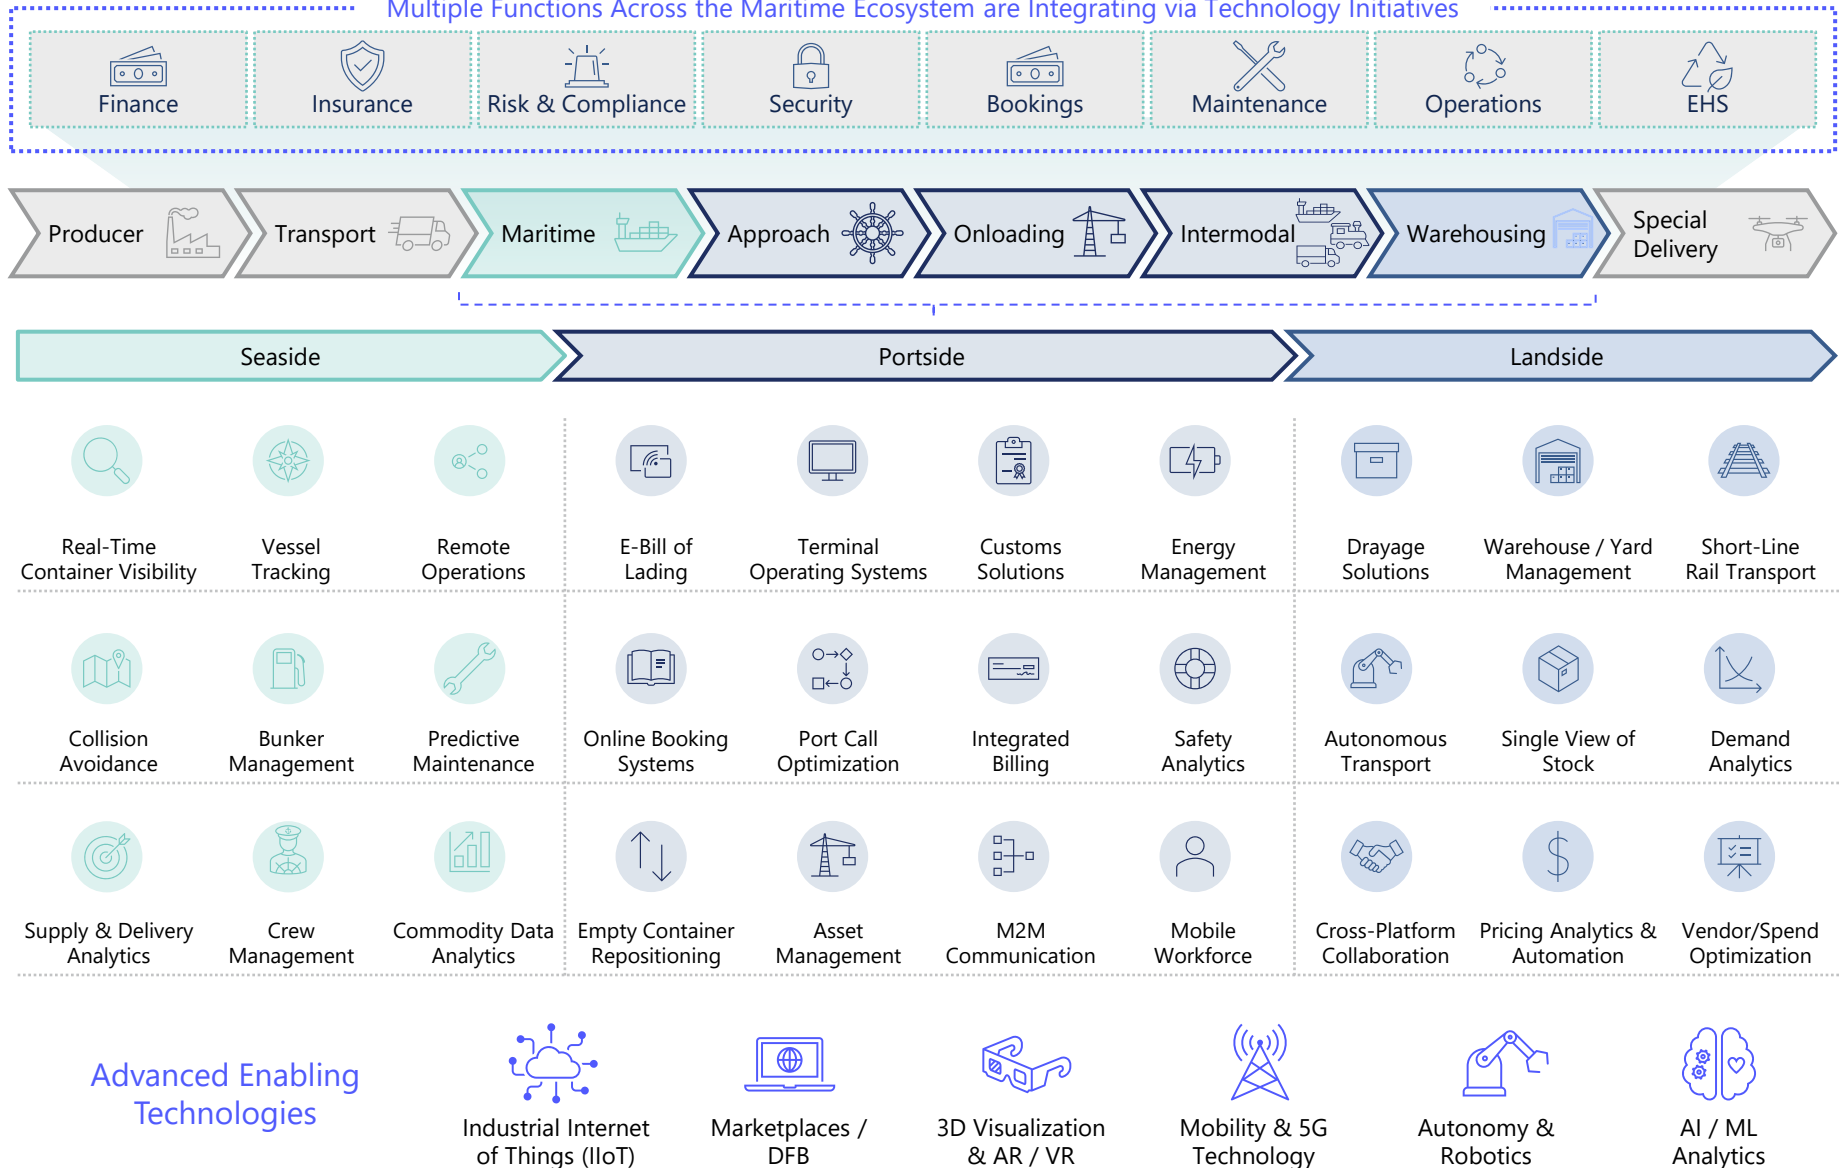 Multiple Functions Across the Maritime Ecosystem are Integrating via Technology Initiatives
Finance
Insurance
Risk & Compliance
Security
Bookings
Maintenance
Operations
EHS
Producer
Transport
Maritime
Approach
Onloading
Intermodal
Warehousing
Special
Delivery
Seaside
Portside
Landside
Real-Time
Container Visibility
Vessel
Tracking
Remote
Operations
E-Bill of
Lading
Terminal
Operating Systems
Customs
Solutions
Energy
Management
Drayage
Solutions
Warehouse / Yard
Management
Short-Line
Rail Transport
Collision
Avoidance
Bunker
Management
Predictive
Maintenance
Online Booking
Systems
Port Call
Optimization
Integrated
Billing
Safety
Analytics
Autonomous
Transport
Single View of
Stock
Demand
Analytics
Supply & Delivery
Analytics
Crew
Management
Commodity Data
Analytics
Empty Container
Repositioning
Asset
Management
M2M
Communication
Mobile
Workforce
Cross-Platform
Collaboration
Pricing Analytics &
Automation
Vendor/Spend
Optimization
Advanced Enabling
Technologies
Industrial Internet
of Things (IIoT)
Marketplaces /
DFB
3D Visualization
& AR / VR
Mobility & 5G
Technology
Autonomy &
Robotics
AI / ML
Analytics